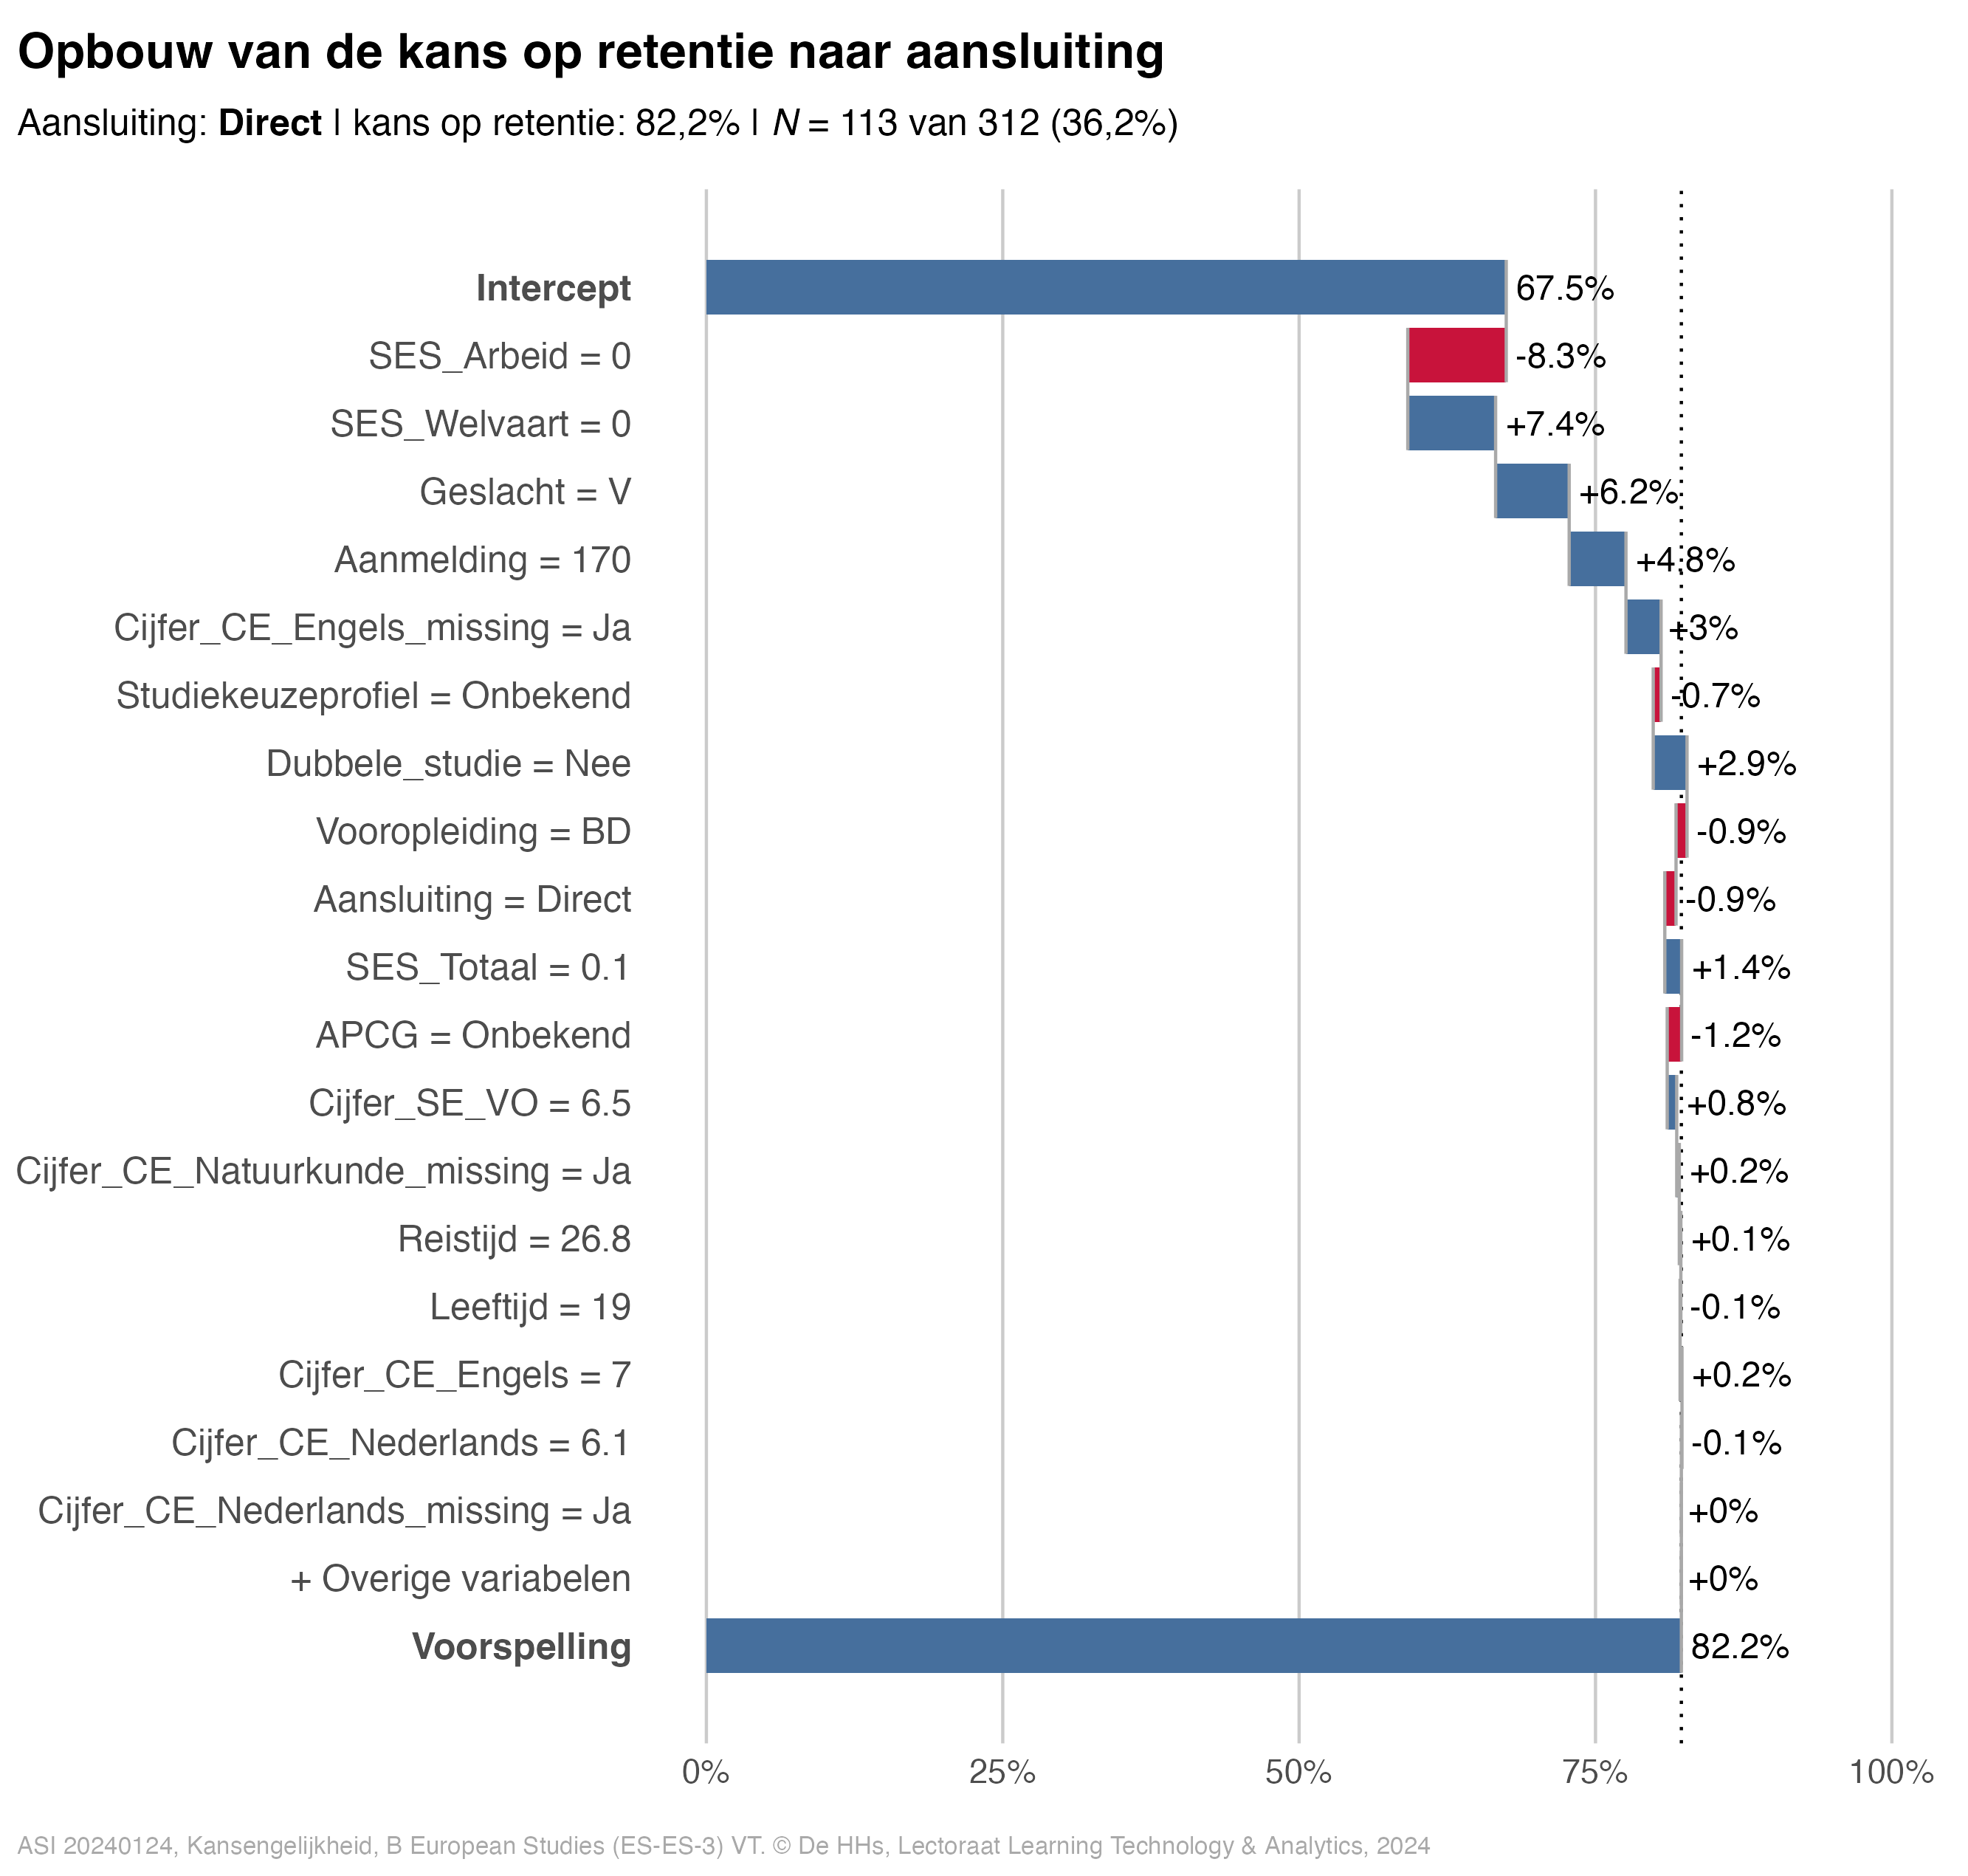 Opbouw van de kans op retentie naar aansluiting
Aansluiting: Direct | kans op retentie: 82,2% | N = 113 van 312 (36,2%)
Intercept 67.5%
SES_Arbeid = 0 -8.3%
SES_Welvaart = 0 +7.4%
Geslacht = V +6.2%
Aanmelding = 170 +4.8%
Cijfer_CE_Engels_missing = Ja +3%
Studiekeuzeprofiel = Onbekend -0.7%
Dubbele_studie = Nee +2.9%
Vooropleiding = BD -0.9%
Aansluiting = Direct -0.9%
SES_Totaal = 0.1 +1.4%
APCG = Onbekend -1.2%
Cijfer_SE_VO = 6.5 +0.8%
Cijfer_CE_Natuurkunde_missing = Ja +0.2%
Reistijd = 26.8 +0.1%
Leeftijd = 19 -0.1%
Cijfer_CE_Engels = 7 +0.2%
Cijfer_CE_Nederlands = 6.1 -0.1%
Cijfer_CE_Nederlands_missing = Ja +0%
+ Overige variabelen +0%
Voorspelling 82.2%
0% 25% 50% 75% 100%
ASI 20240124, Kansengelijkheid, B European Studies (ES-ES-3) VT. © De HHs, Lectoraat Learning Technology & Analytics, 2024